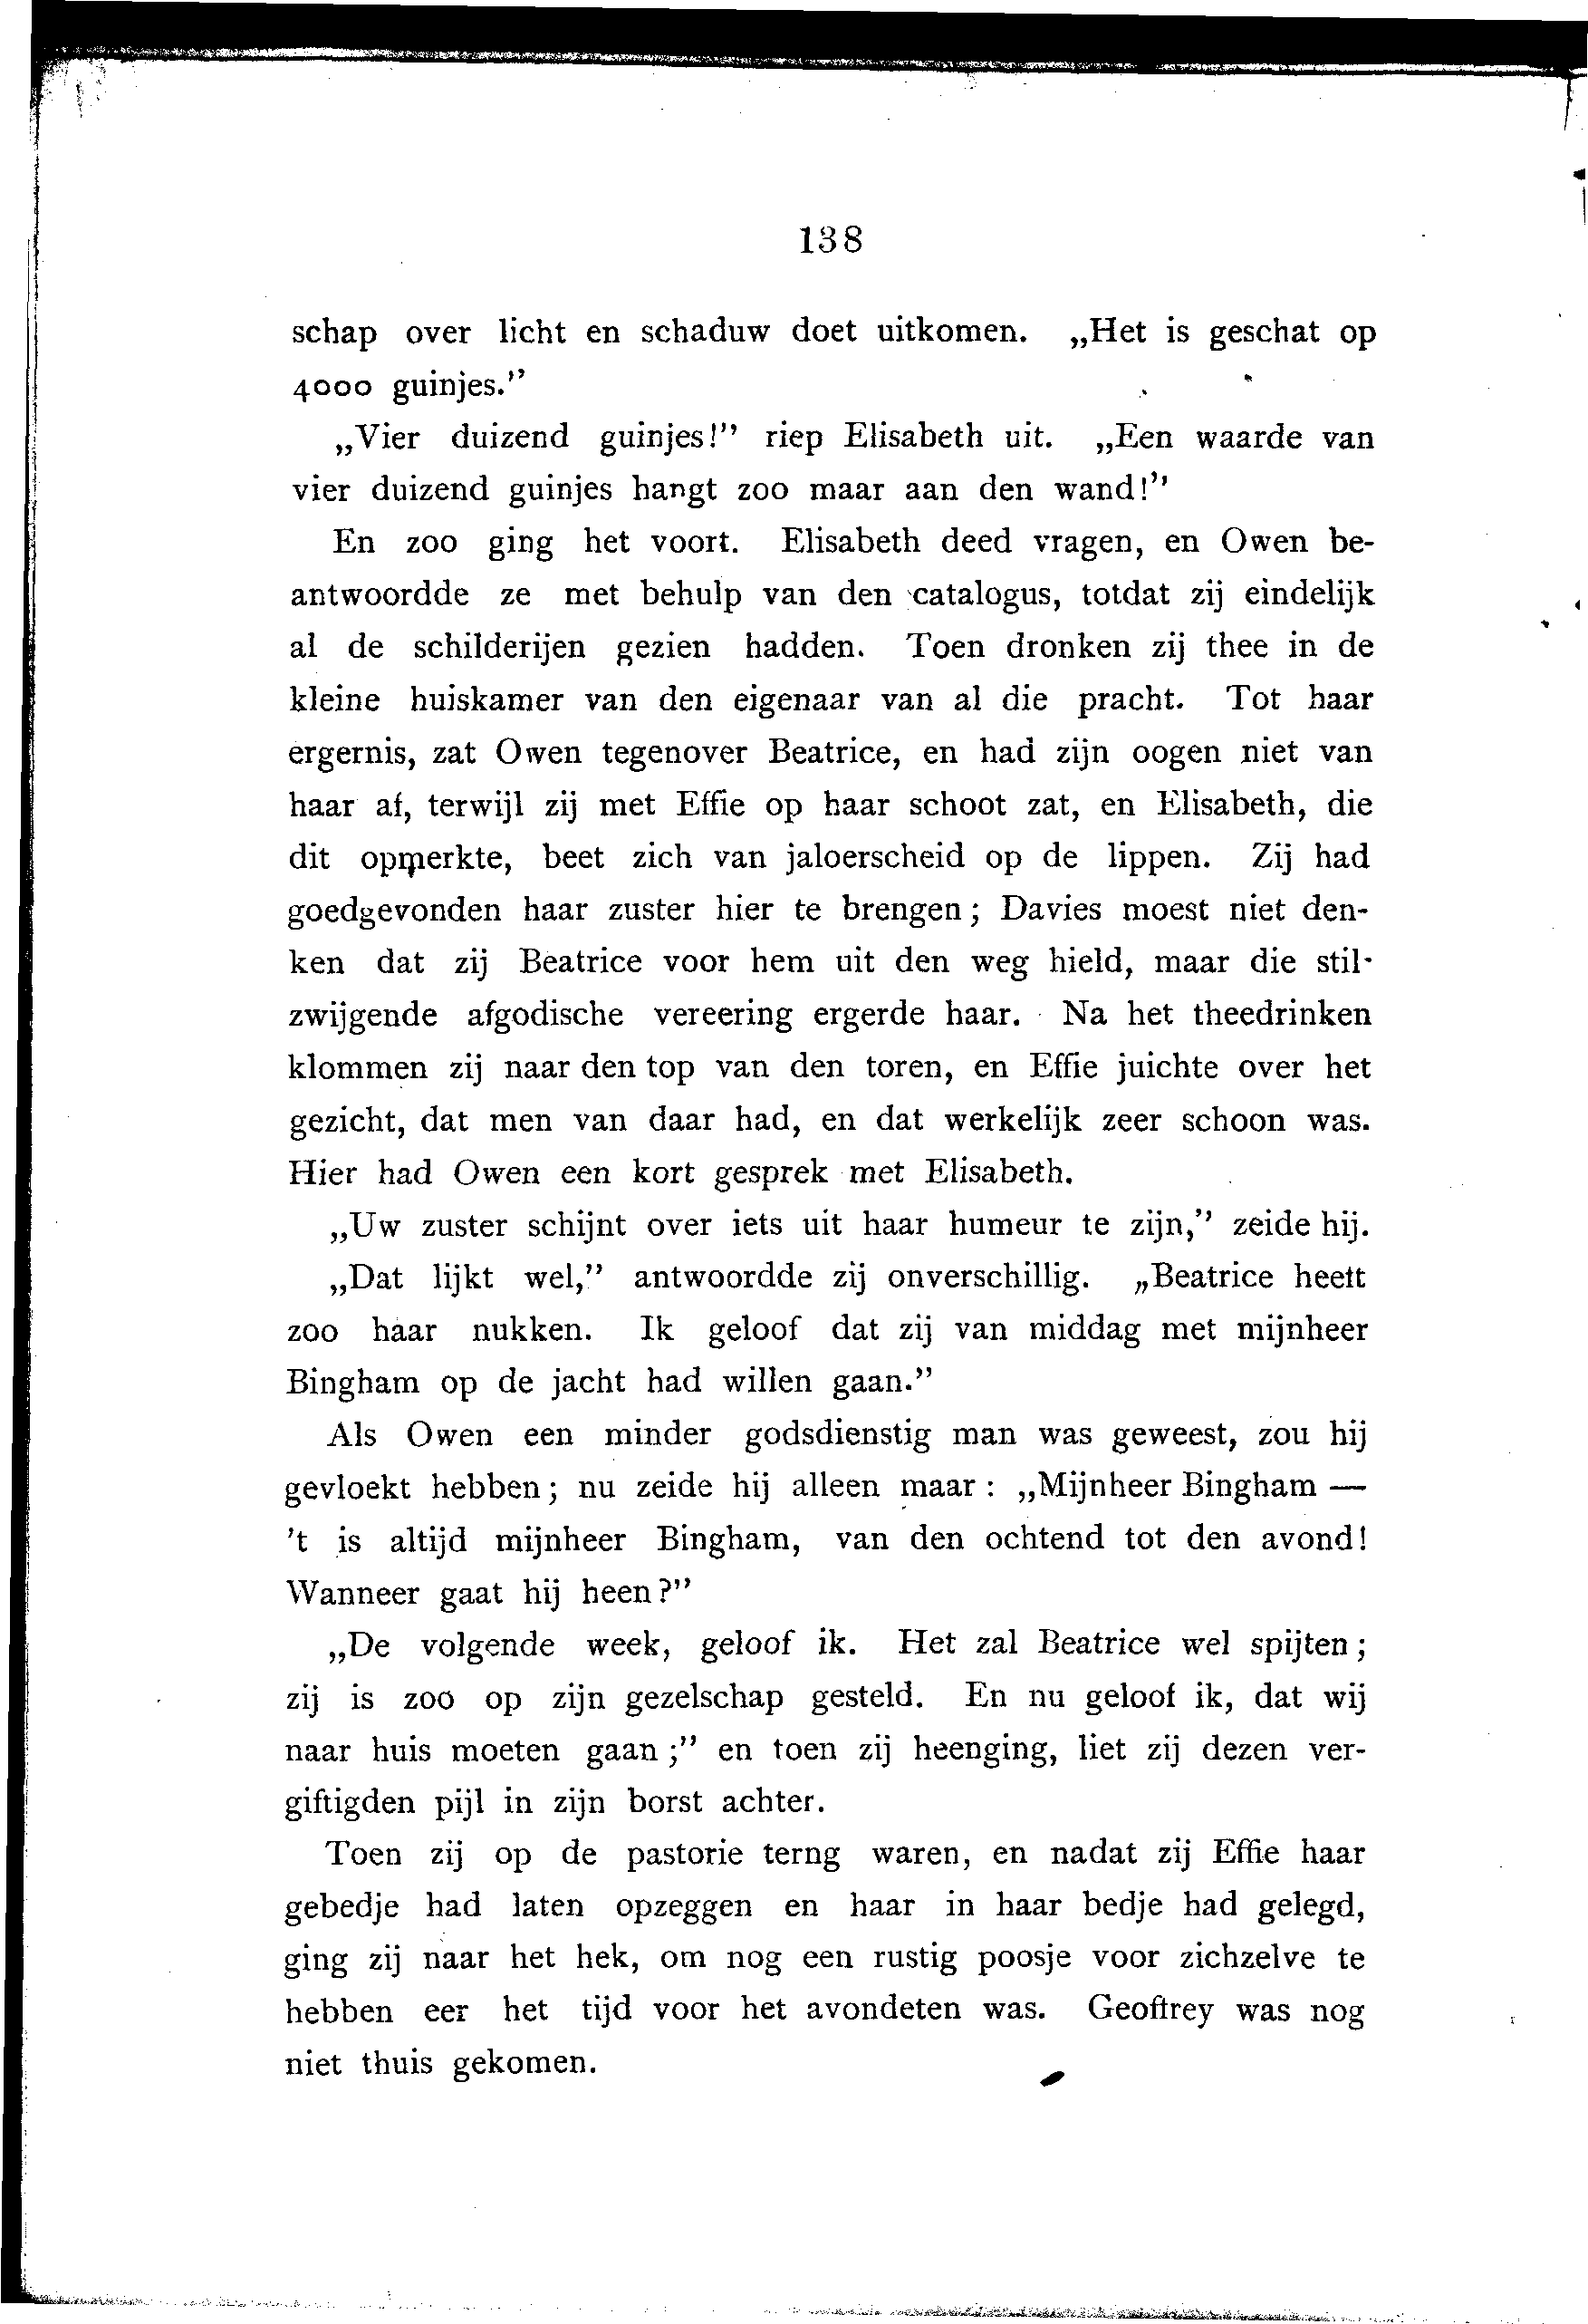 138
schap over licht en schaduw doet uitkomen. „Het is geschat op
4000 guinjes.”
„Vier duizend guinjes!” riep Elisabeth uit. „Een waarde van
vier duizend guinjes hangt zoo maar aan den wand!”
En zoo ging het voort. Elisabeth deed vragen, en Owen be-
antwoordde ze met behulp van den catalogus, totdat zij eindelijk
al de schilderijen gezien hadden. Toen dronken zij thee in de
kleine huiskamer van den eigenaar van al die pracht. Tot haar
ergernis, zat Owen tegenover Beatrice, en had zijn oogen niet van
haar af, terwijl zij met Effie op haar schoot zat, en Elisabeth, die
dit opmerkte, beet zich van jaloerscheid op de lippen. Zij had
goedgevonden haar zuster hier te brengen; Davies moest niet den-
ken dat zij Beatrice voor hem uit den weg hield, maar die stil-
zwijgende afgodische vereering ergerde haar. Na het theedrinken
klommen zij naar den top van den toren, en Effie juichte over het
gezicht, dat men van daar had, en dat werkelijk zeer schoon was.
Hier had Owen een kort gesprek met Elisabeth.
„Uw zuster schijnt over iets uit haar humeur te zijn,” zeide hij.
„Dat lijkt wel,” antwoordde zij onverschillig. „Beatrice heeft
zoo haar nukken. Ik geloof dat zij van middag met mijnheer
Bingham op de jacht had willen gaan.”
Als Owen een minder godsdienstig man was geweest, zou hij
gevloekt hebben; nu zeide hij alleen maar: „Mijnheer Bingham —
't is altijd mijnheer Bingham, van den ochtend tot den avond!
Wanneer gaat hij heen?”
„De volgende week, geloof ik. Het zal Beatrice wel spijten;
zij is zoo op zijn gezelschap gesteld. En nu geloof ik, dat wij
naar huis moeten gaan;” en toen zij heenging, liet zij dezen ver-
giftigden pijl in zijn borst achter.
Toen zij op de pastorie terng waren, en nadat zij Effie haar
gebedje had laten opzeggen en haar in haar bedje had gelegd,
ging zij naar het hek, om nog een rustig poosje voor zichzelve te
hebben eer het tijd voor het avondeten was. Geoffrey was nog
niet thuis gekomen.